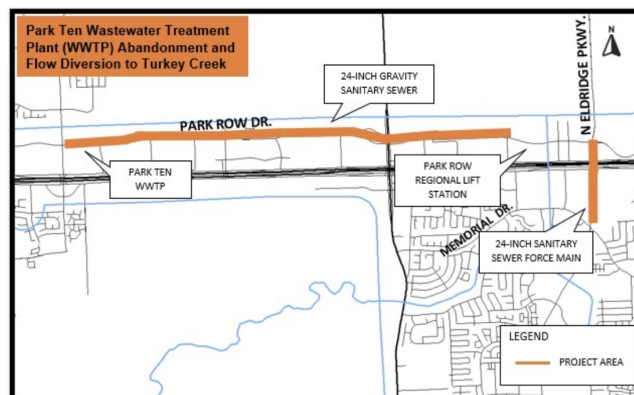 Park Ten Wastewater Treatment
Plant (WWTP) Abandonment and
Flow Diversion to Turkey Creek
24-INCH GRAVITY
SANITARY SEWER
N ELDRIDGE PKWY.
N
PARK ROW DR.
PARK TEN
WWTP
PARK ROW
REGIONAL LIFT
STATION
MEMORIAL DR.
24-INCH SANITARY
SEWER FORCE MAIN
LEGEND
PROJECT AREA